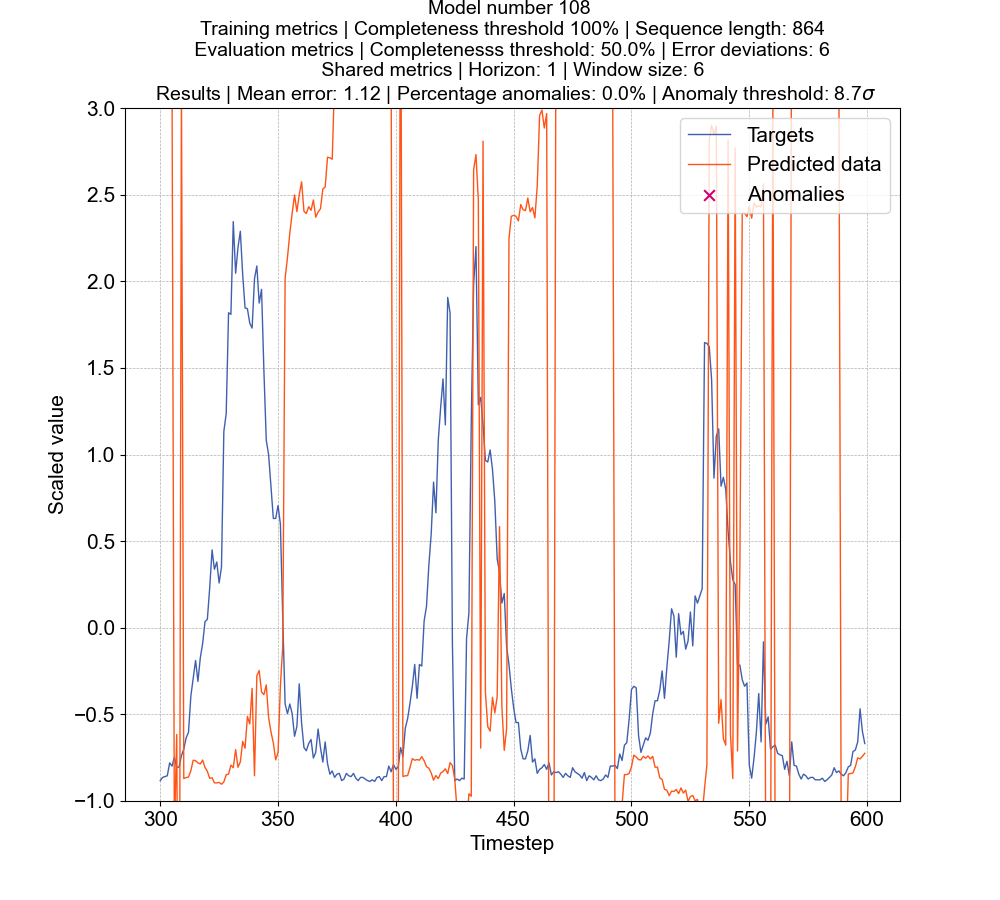 Model number 108
Training metrics | Completeness threshold 100% | Sequence length: 864
Evaluation metrics | Completenesss threshold: 50.0% | Error deviations: 6
Shared metrics | Horizon: 1 | Window size: 6
Results | Mean error: 1.12 | Percentage anomalies: 0.0% | Anomaly threshold: 8.7σ
Targets
Predicted data
Anomalies
Scaled value
3.0
2.5
2.0
1.5
1.0
0.5
0.0
−0.5
−1.0
300 350 400 450 500 550 600
Timestep